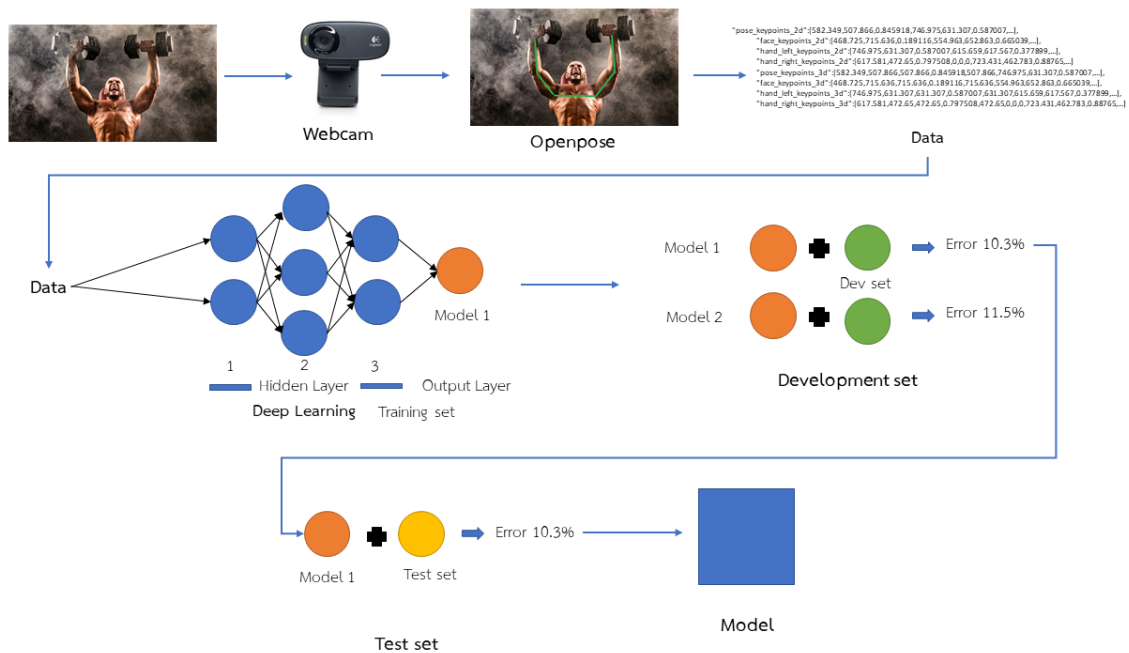 "pose_keypoints_2d":[582.349,507.866,0.845918,746.975,631.307,0.587007,...],
"face_keypoints_2d":[468.725,715.636,0.189116,554.963,652.863,0.665039,...],
"hand_left_keypoints_2d":[746.975,631.307,0.587007,615.659,617.567,0.377899,...],
"hand_right_keypoints_2d":[617.581,472.65,0.797508,0,0,0,723.431,462.783,0.88765,...]
"pose_keypoints_3d":[582.349,507.866,507.866,0.845918,507.866,746.975,631.307,0.587007,...],
"face_keypoints_3d":[468.725,715.636,715.636,0.189116,715.636,554.963,652.863,0.665039,...],
"hand_left_keypoints_3d":[746.975,631.307,631.307,0.587007,631.307,615.659,617.567,0.377899,...],
"hand_right_keypoints_3d":[617.581,472.65,472.65,0.797508,472.65,0,0,0,723.431,462.783,0.88765,...]
Webcam
Openpose
Data
Data
Model 1
1 2 3
Hidden Layer Output Layer
Deep Learning Training set
Model 1 Error 10.3%
Dev set
Model 2 Error 11.5%
Development set
Error 10.3%
Model 1 Test set
Test set
Model